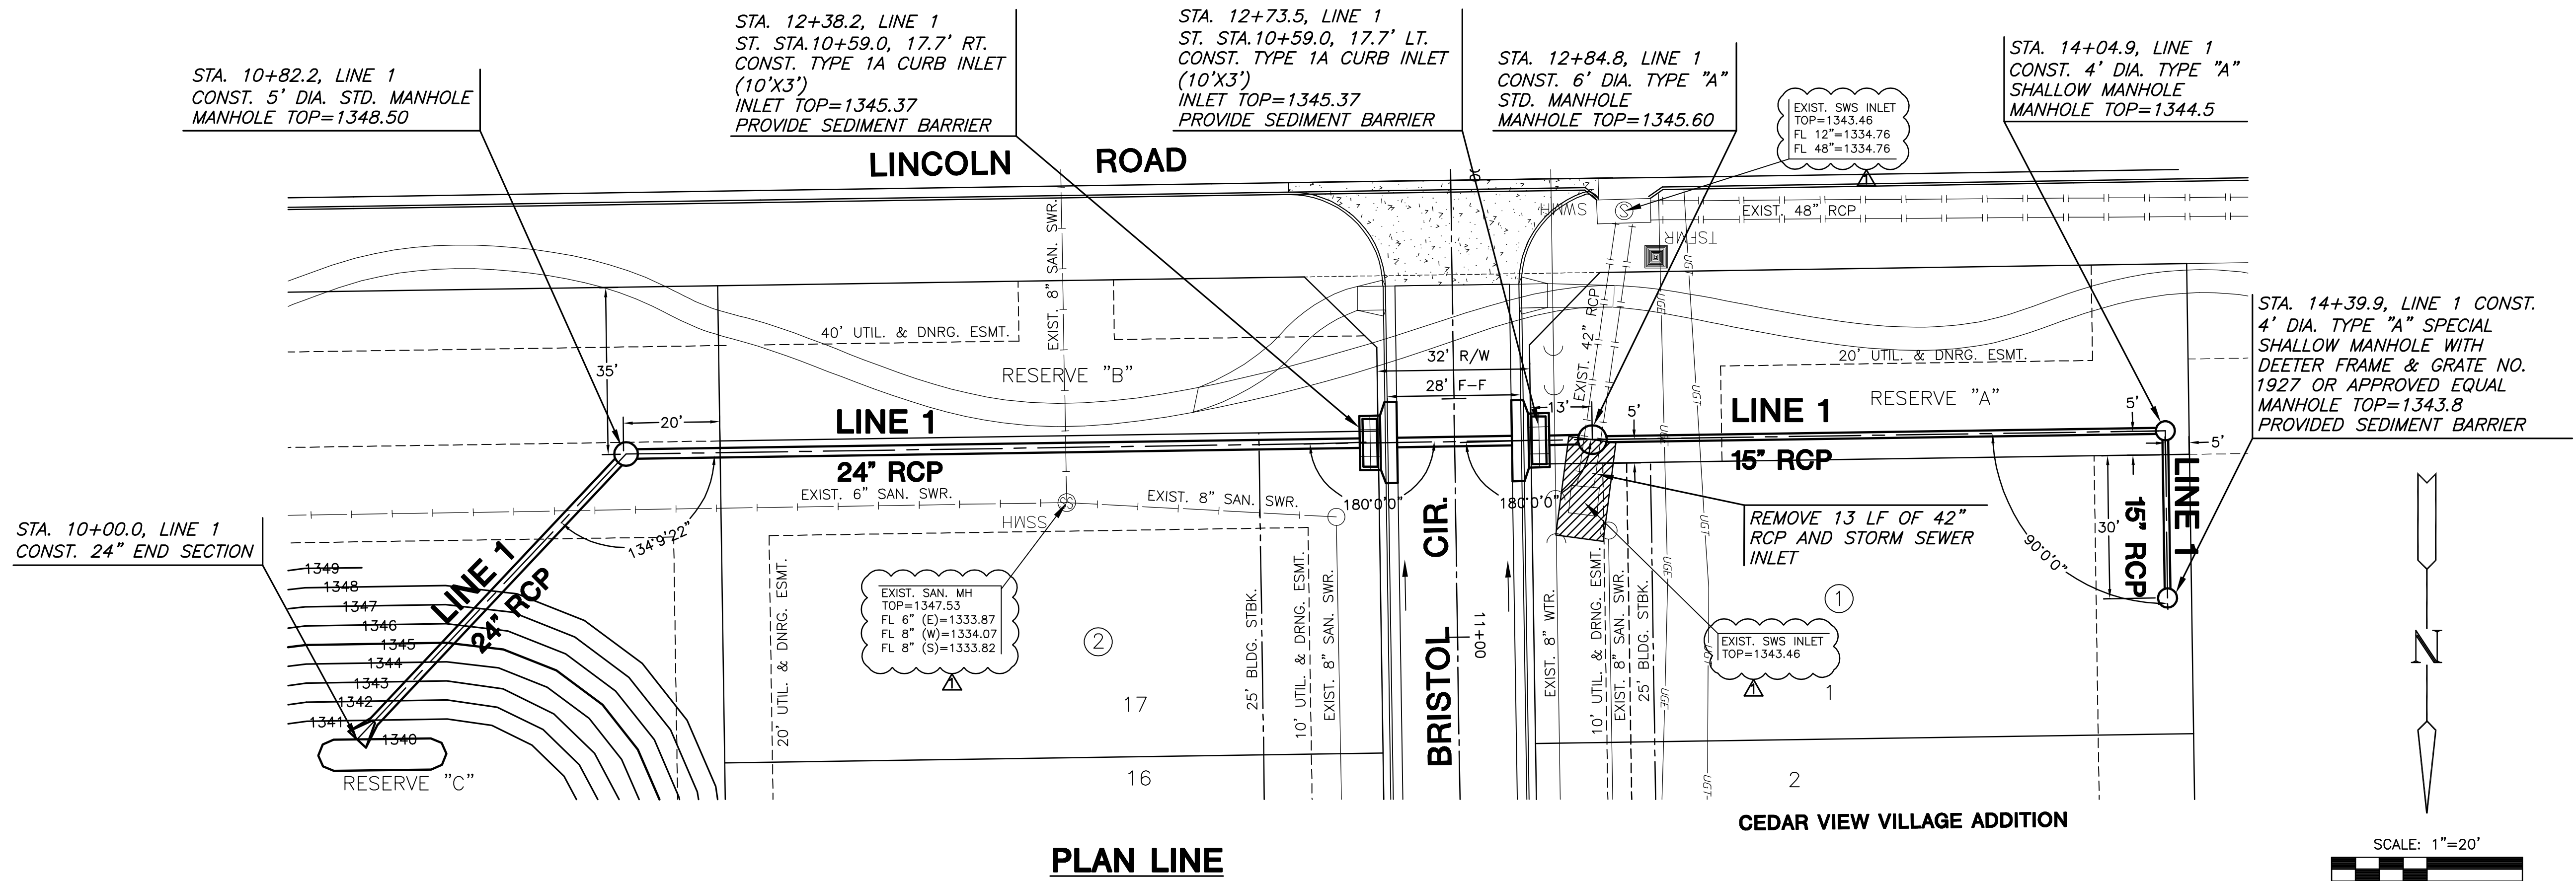 STA. 10+82.2, LINE 1
CONST. 5' DIA. STD. MANHOLE
MANHOLE TOP=1348.50
STA. 12+38.2, LINE 1
ST. STA.10+59.0, 17.7' RT.
CONST. TYPE 1A CURB INLET
(10'X3')
INLET TOP=1345.37
PROVIDE SEDIMENT BARRIER
STA. 12+73.5, LINE 1
ST. STA.10+59.0, 17.7' LT.
CONST. TYPE 1A CURB INLET
(10'X3')
INLET TOP=1345.37
PROVIDE SEDIMENT BARRIER
STA. 12+84.8, LINE 1
CONST. 6' DIA. TYPE "A"
STD. MANHOLE
MANHOLE TOP=1345.60
EXIST. SWS INLET
TOP=1343.46
FL 12"=1334.76
FL 48"=1334.76
1
STA. 14+04.9, LINE 1
CONST. 4' DIA. TYPE "A"
SHALLOW MANHOLE
MANHOLE TOP=1344.5
LINCOLN ROAD
SWMH
S
EXIST. 48" RCP
TSFMR
EXIST. 8" SAN. SWR.
40' UTIL. & DNRG. ESMT.
RESERVE "B"
32' R/W
28' F-F
EXIST. 42" RCP
UGE
UGT
20' UTIL. & DNRG. ESMT.
RESERVE "A"
STA. 14+39.9, LINE 1 CONST.
4' DIA. TYPE "A" SPECIAL
SHALLOW MANHOLE WITH
DEETER FRAME & GRATE NO.
1927 OR APPROVED EQUAL
MANHOLE TOP=1343.8
PROVIDED SEDIMENT BARRIER
35'
20'
LINE 1
24" RCP
13'
5'
LINE 1
15" RCP
5'
5'
LINE 1
15" RCP
30'
90°0'0"
180°0'0"
180°0'0"
134°9'22"
EXIST. 6" SAN. SWR.
SS
EXIST. 8" SAN. SWR.
SSMH
STA. 10+00.0, LINE 1
CONST. 24" END SECTION
LINE 1
24" RCP
1349
1348
1347
1346
1345
1344
1343
1342
1341
1340
RESERVE "C"
EXIST. SAN. MH
TOP=1347.53
FL 6" (E)=1333.87
FL 8" (W)=1334.07
FL 8" (S)=1333.82
1
20' UTIL. & DNRG. ESMT.
2
17
16
25' BLDG. STBK.
10' UTIL. & DRNG. ESMT.
EXIST. 8" SAN. SWR.
BRISTOL CIR.
11+00
EXIST. 8" WTR.
10' UTIL. & DRNG. ESMT.
EXIST. 8" SAN. SWR.
25' BLDG. STBK.
UGE
UGE
UGE
UGT
UGT
UGT
REMOVE 13 LF OF 42"
RCP AND STORM SEWER
INLET
1
EXIST. SWS INLET
TOP=1343.46
1
1
2
CEDAR VIEW VILLAGE ADDITION
N
SCALE: 1"=20'
PLAN LINE